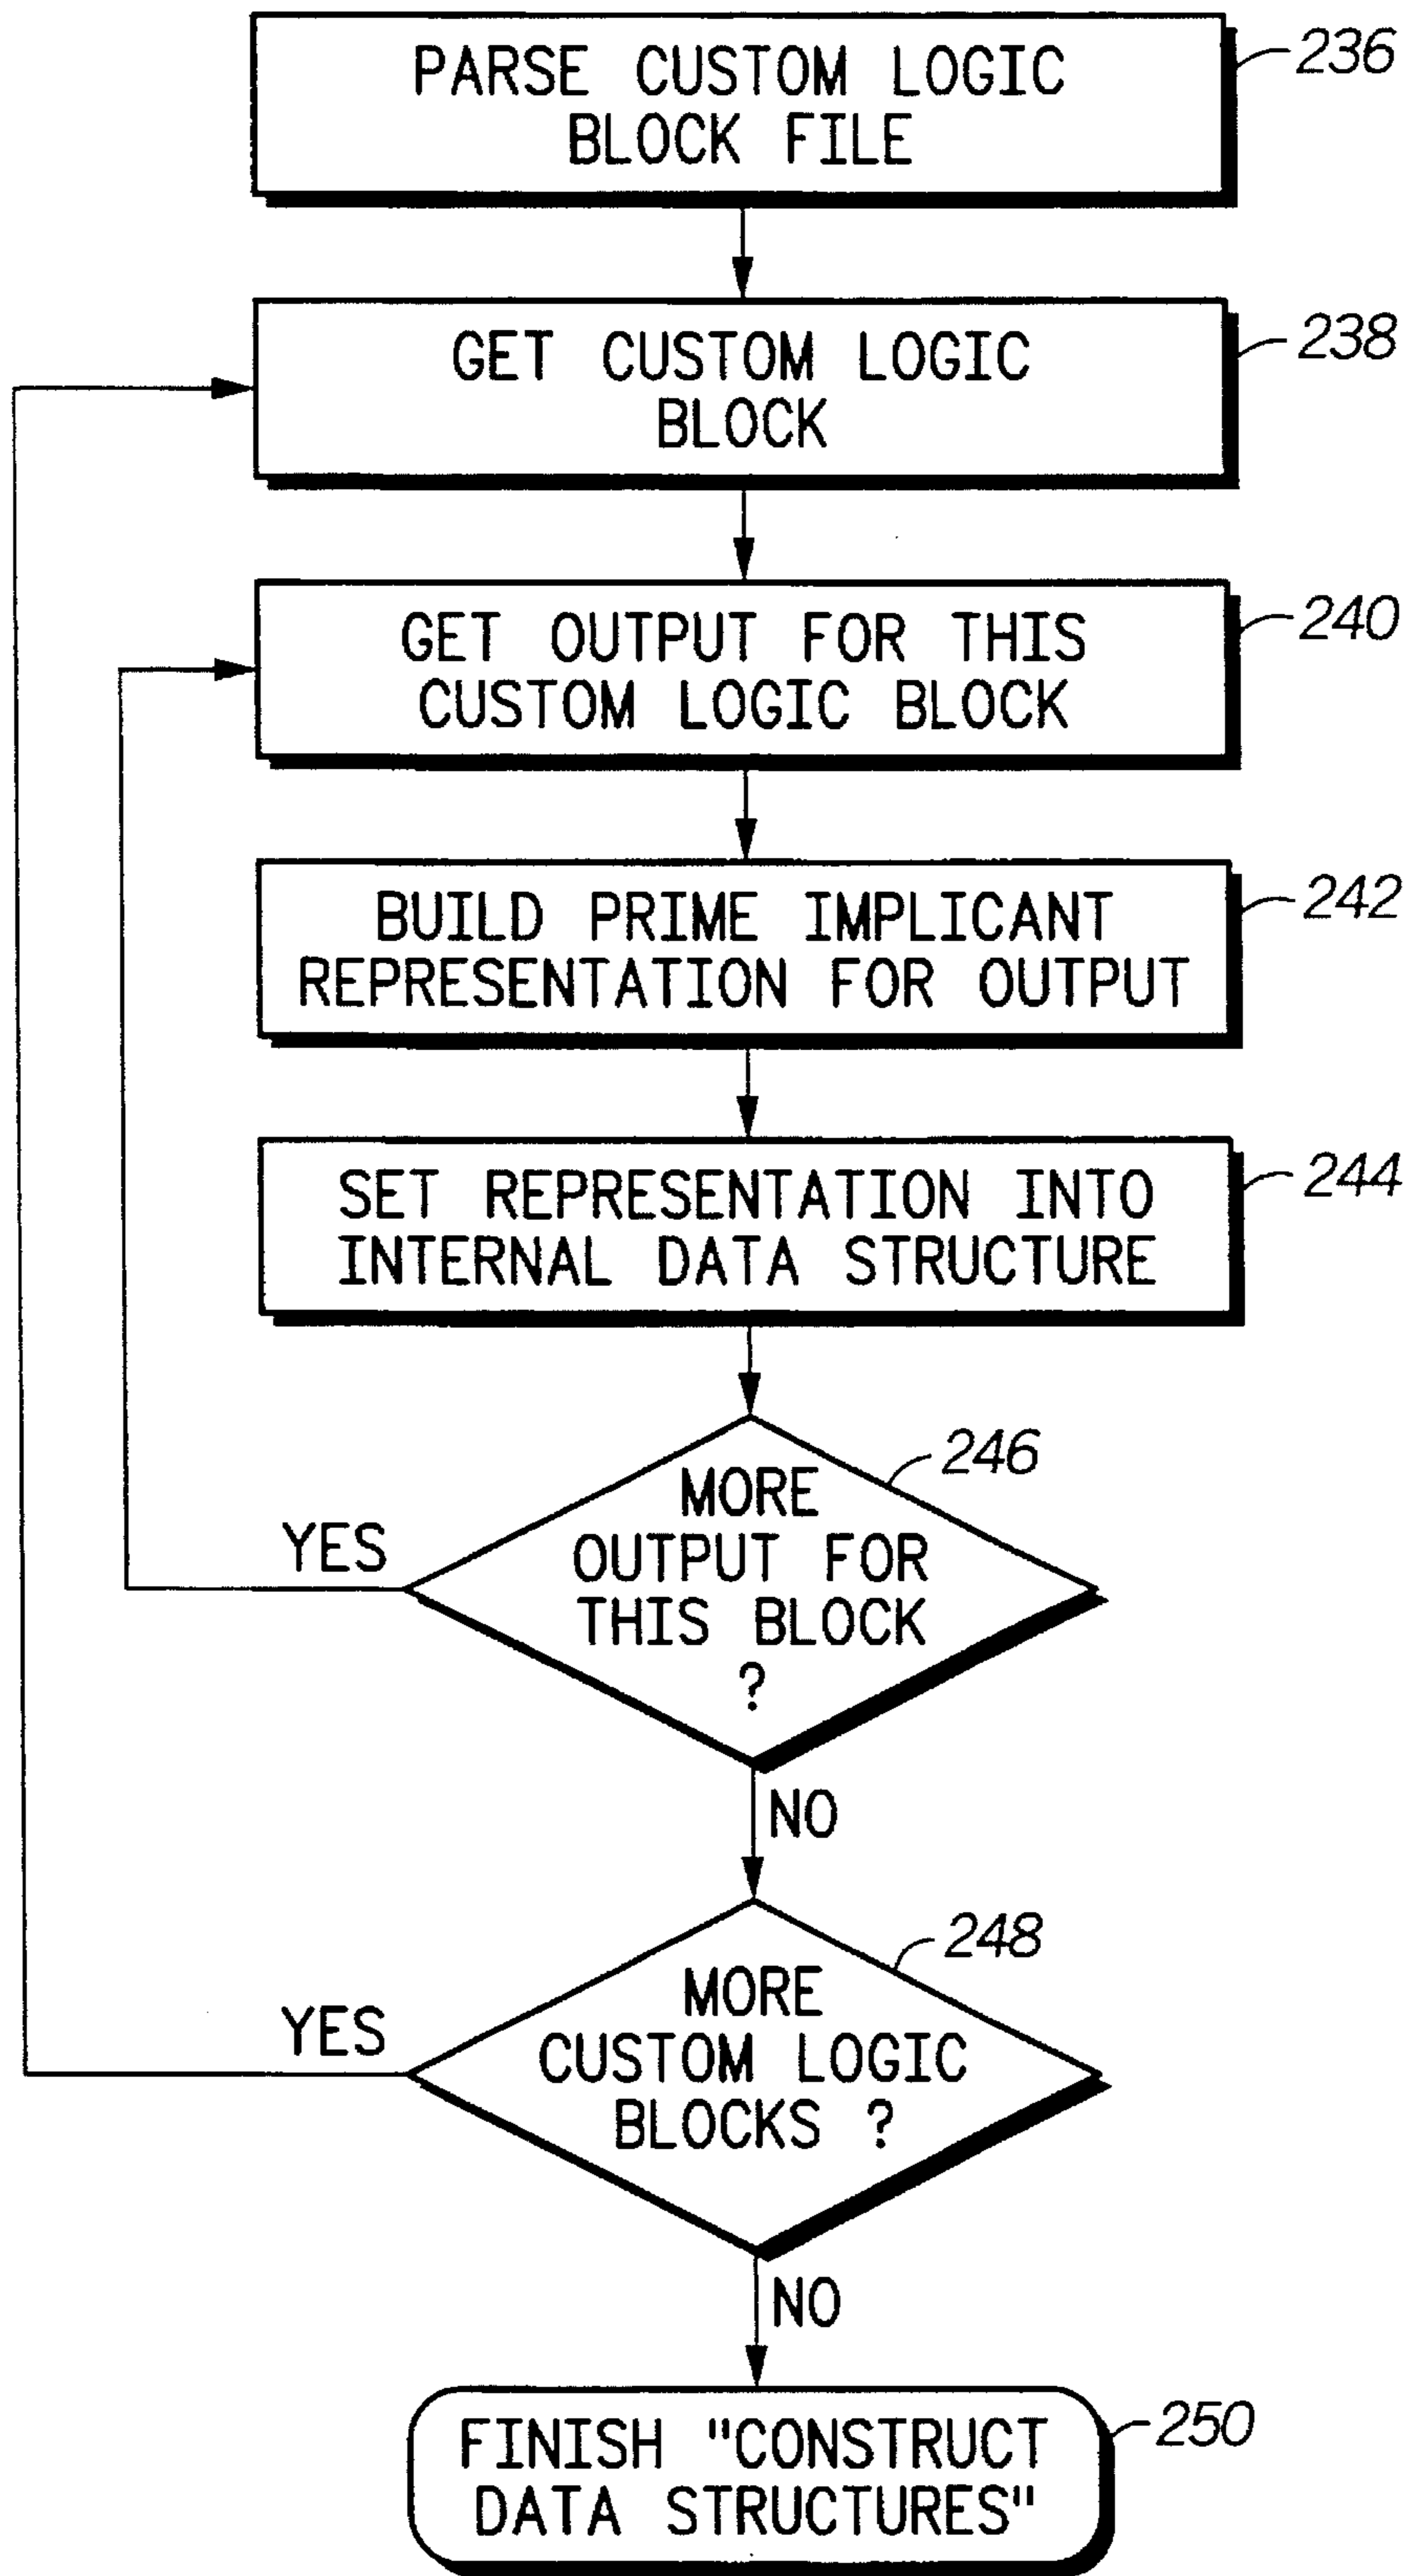 PARSE CUSTOM LOGIC
BLOCK FILE
236
GET CUSTOM LOGIC
BLOCK
238
GET OUTPUT FOR THIS
CUSTOM LOGIC BLOCK
240
BUILD PRIME IMPLICANT
REPRESENTATION FOR OUTPUT
242
SET REPRESENTATION INTO
INTERNAL DATA STRUCTURE
244
MORE
OUTPUT FOR
THIS BLOCK
?
246
YES
NO
MORE
CUSTOM LOGIC
BLOCKS ?
248
YES
NO
FINISH "CONSTRUCT
DATA STRUCTURES"
250